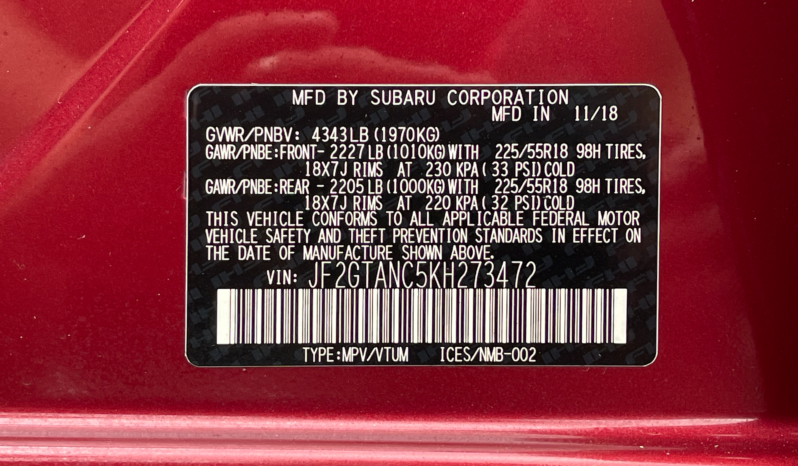 MFD BY SUBARU CORPORATION
MFD IN 11/18
GVWR/PNBV: 4343LB(1970KG)
GAWR/PNBE:FRONT- 2227LB(1010KG)WITH 225/55R18 98H TIRES,
18X7J RIMS AT 230 KPA(33 PSI)COLD
GAWR/PNBE:REAR - 2205LB(1000KG)WITH 225/55R18 98H TIRES,
18X7J RIMS AT 220 KPA(32 PSI)COLD
THIS VEHICLE CONFORMS TO ALL APPLICABLE FEDERAL MOTOR
VEHICLE SAFETY AND THEFT PREVENTION STANDARDS IN EFFECT ON
THE DATE OF MANUFACTURE SHOWN ABOVE.
VIN: JF2GTANC5KH273472
TYPE:MPV/VTUM ICES/NMB-002